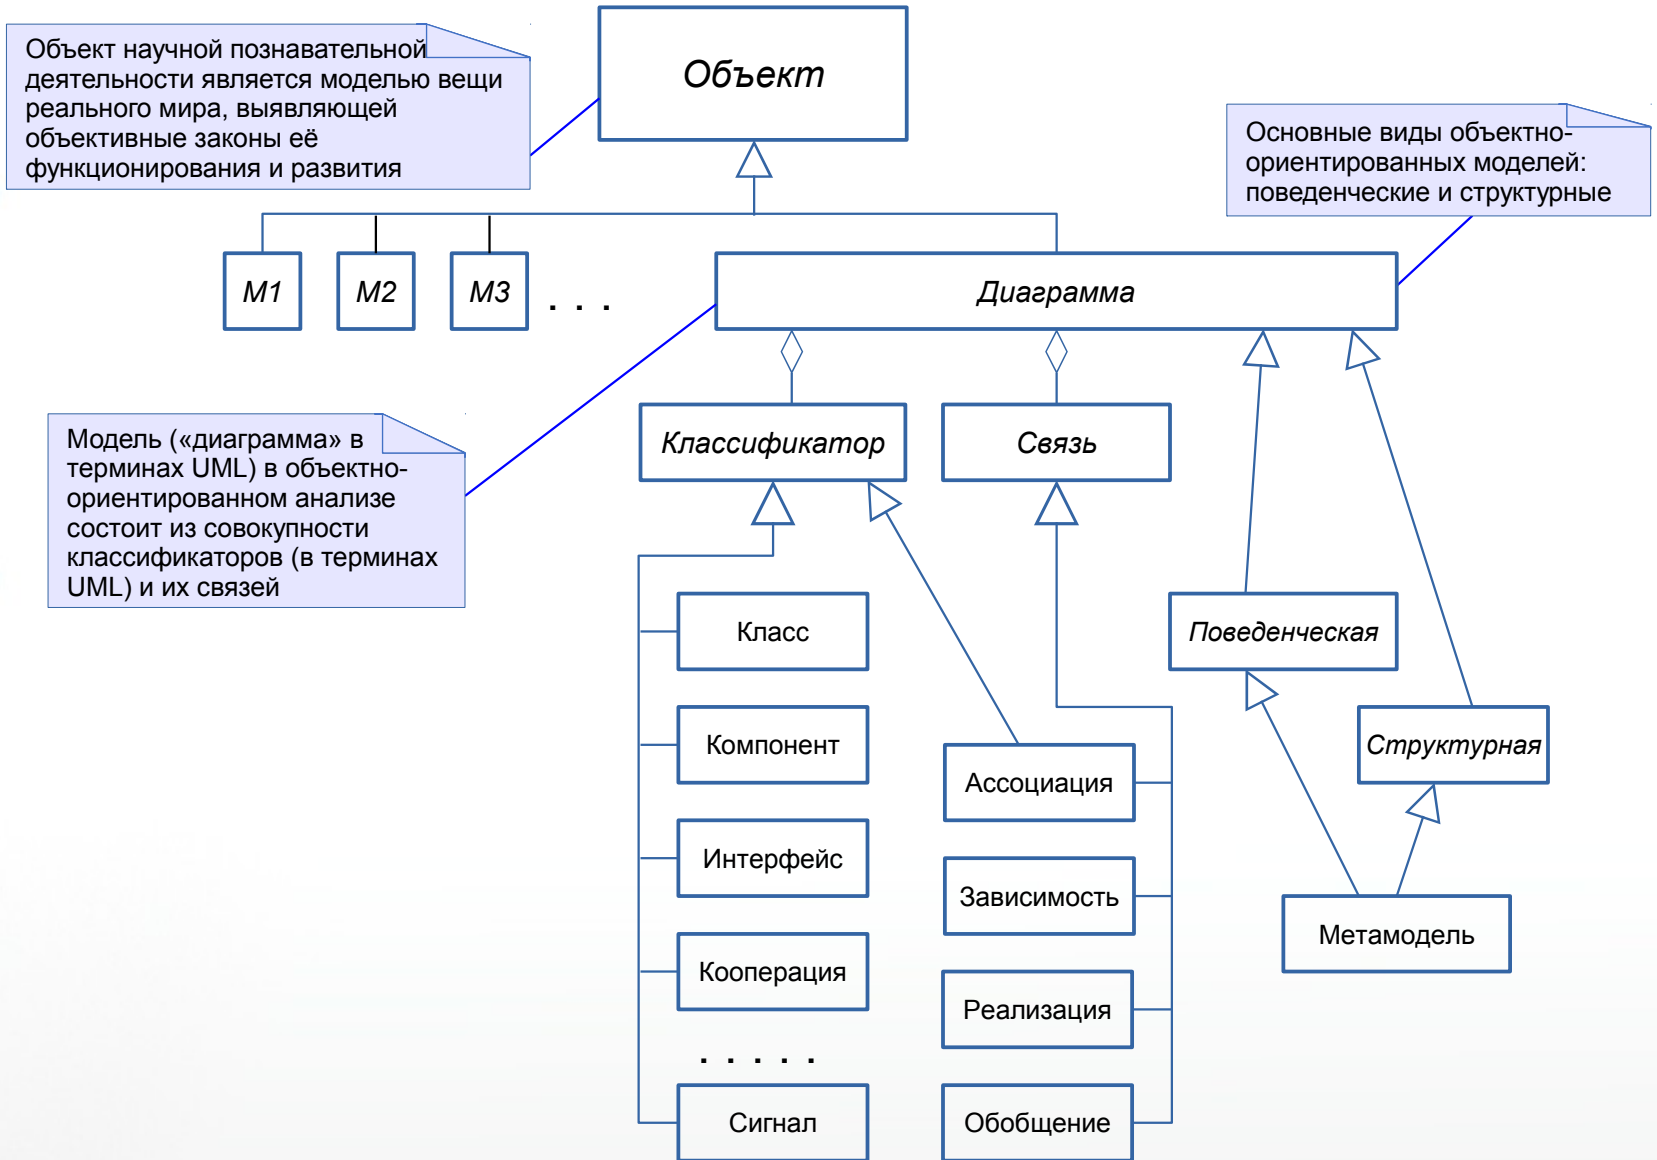 Объект научной познавательной
деятельности является моделью вещи
реального мира, выявляющей
объективные законы её
функционирования и развития
Объект
Основные виды объектно-
ориентированных моделей:
поведенческие и структурные
М1
М2
М3
. . .
Диаграмма
Модель («диаграмма» в
терминах UML) в объектно-
ориентированном анализе
состоит из совокупности
классификаторов (в терминах
UML) и их связей
Классификатор
Связь
Класс
Компонент
Интерфейс
Кооперация
. . . . .
Сигнал
Ассоциация
Зависимость
Реализация
Обобщение
Поведенческая
Структурная
Метамодель